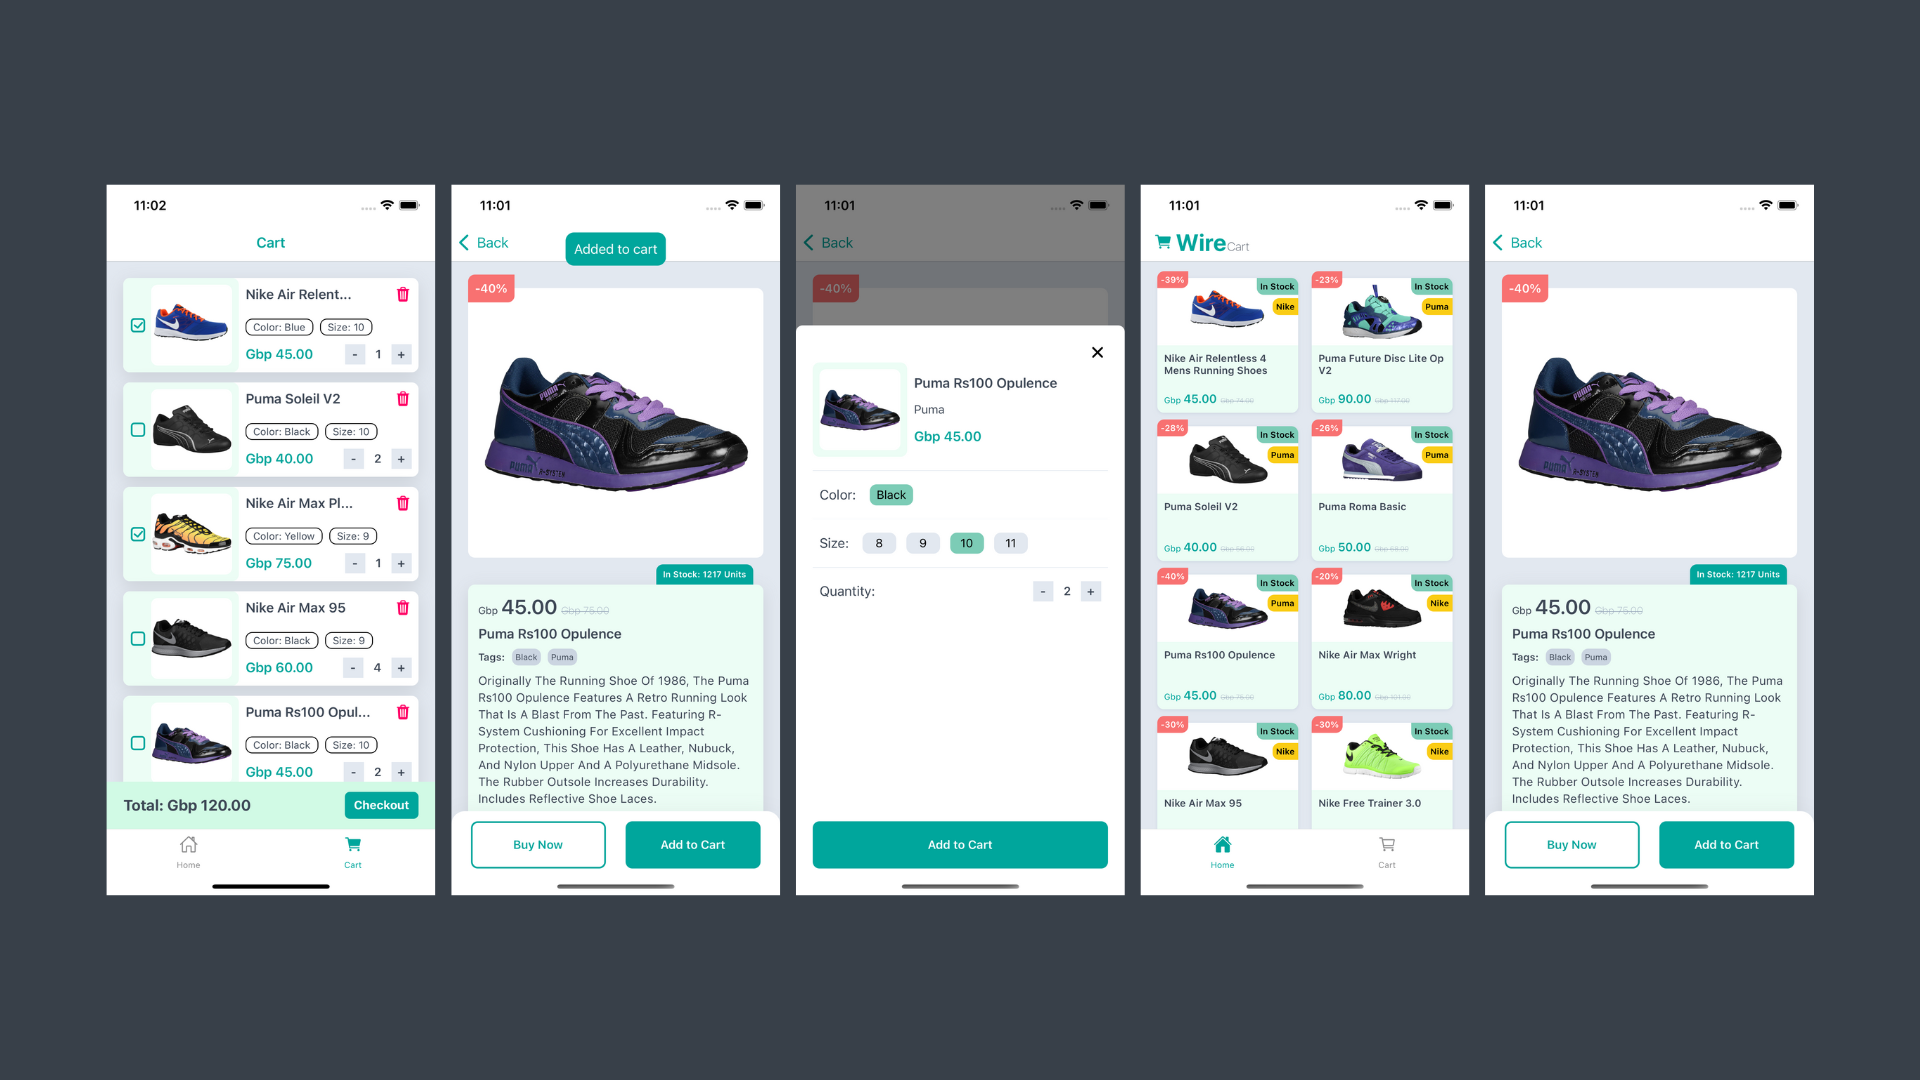 11:02
Cart
Nike Air Relent...
Color: Blue
Size: 10
Gbp 45.00
- 1 +
Puma Soleil V2
Color: Black
Size: 10
Gbp 40.00
- 2 +
Nike Air Max Pl...
Color: Yellow
Size: 9
Gbp 75.00
- 1 +
Nike Air Max 95
Color: Black
Size: 9
Gbp 60.00
- 4 +
Puma Rs100 Opul...
Color: Black
Size: 10
Gbp 45.00
- 2 +
Total: Gbp 120.00
Checkout
Home
Cart
11:01
Back
Added to cart
-40%
PUMA
PUMA R-SYSTEM
In Stock: 1217 Units
Gbp 45.00 Gbp 75.00
Puma Rs100 Opulence
Tags: Black Puma
Originally The Running Shoe Of 1986, The Puma
Rs100 Opulence Features A Retro Running Look
That Is A Blast From The Past. Featuring R-
System Cushioning For Excellent Impact
Protection, This Shoe Has A Leather, Nubuck,
And Nylon Upper And A Polyurethane Midsole.
The Rubber Outsole Increases Durability.
Includes Reflective Shoe Laces.
Buy Now
Add to Cart
11:01
Back
-40%
Puma Rs100 Opulence
Puma
Gbp 45.00
Color: Black
Size: 8 9 10 11
Quantity: - 2 +
Add to Cart
11:01
WireCart
-39%
In Stock
Nike
Nike Air Relentless 4
Mens Running Shoes
Gbp 45.00 Gbp 74.00
-23%
In Stock
Puma
Puma Future Disc Lite Op
V2
Gbp 90.00 Gbp 117.00
-28%
In Stock
Puma
Puma Soleil V2
Gbp 40.00
-26%
In Stock
Puma
Puma Roma Basic
Gbp 50.00
-40%
In Stock
Puma
Puma Rs100 Opulence
Gbp 45.00 Gbp 75.00
-20%
In Stock
Nike
Nike Air Max Wright
Gbp 80.00
-30%
In Stock
Nike
Nike Air Max 95
-30%
In Stock
Nike
Nike Free Trainer 3.0
Home
Cart
11:01
Back
-40%
PUMA
PUMA R-SYSTEM
In Stock: 1217 Units
Gbp 45.00 Gbp 75.00
Puma Rs100 Opulence
Tags: Black Puma
Originally The Running Shoe Of 1986, The Puma
Rs100 Opulence Features A Retro Running Look
That Is A Blast From The Past. Featuring R-
System Cushioning For Excellent Impact
Protection, This Shoe Has A Leather, Nubuck,
And Nylon Upper And A Polyurethane Midsole.
The Rubber Outsole Increases Durability.
Includes Reflective Shoe Laces.
Buy Now
Add to Cart